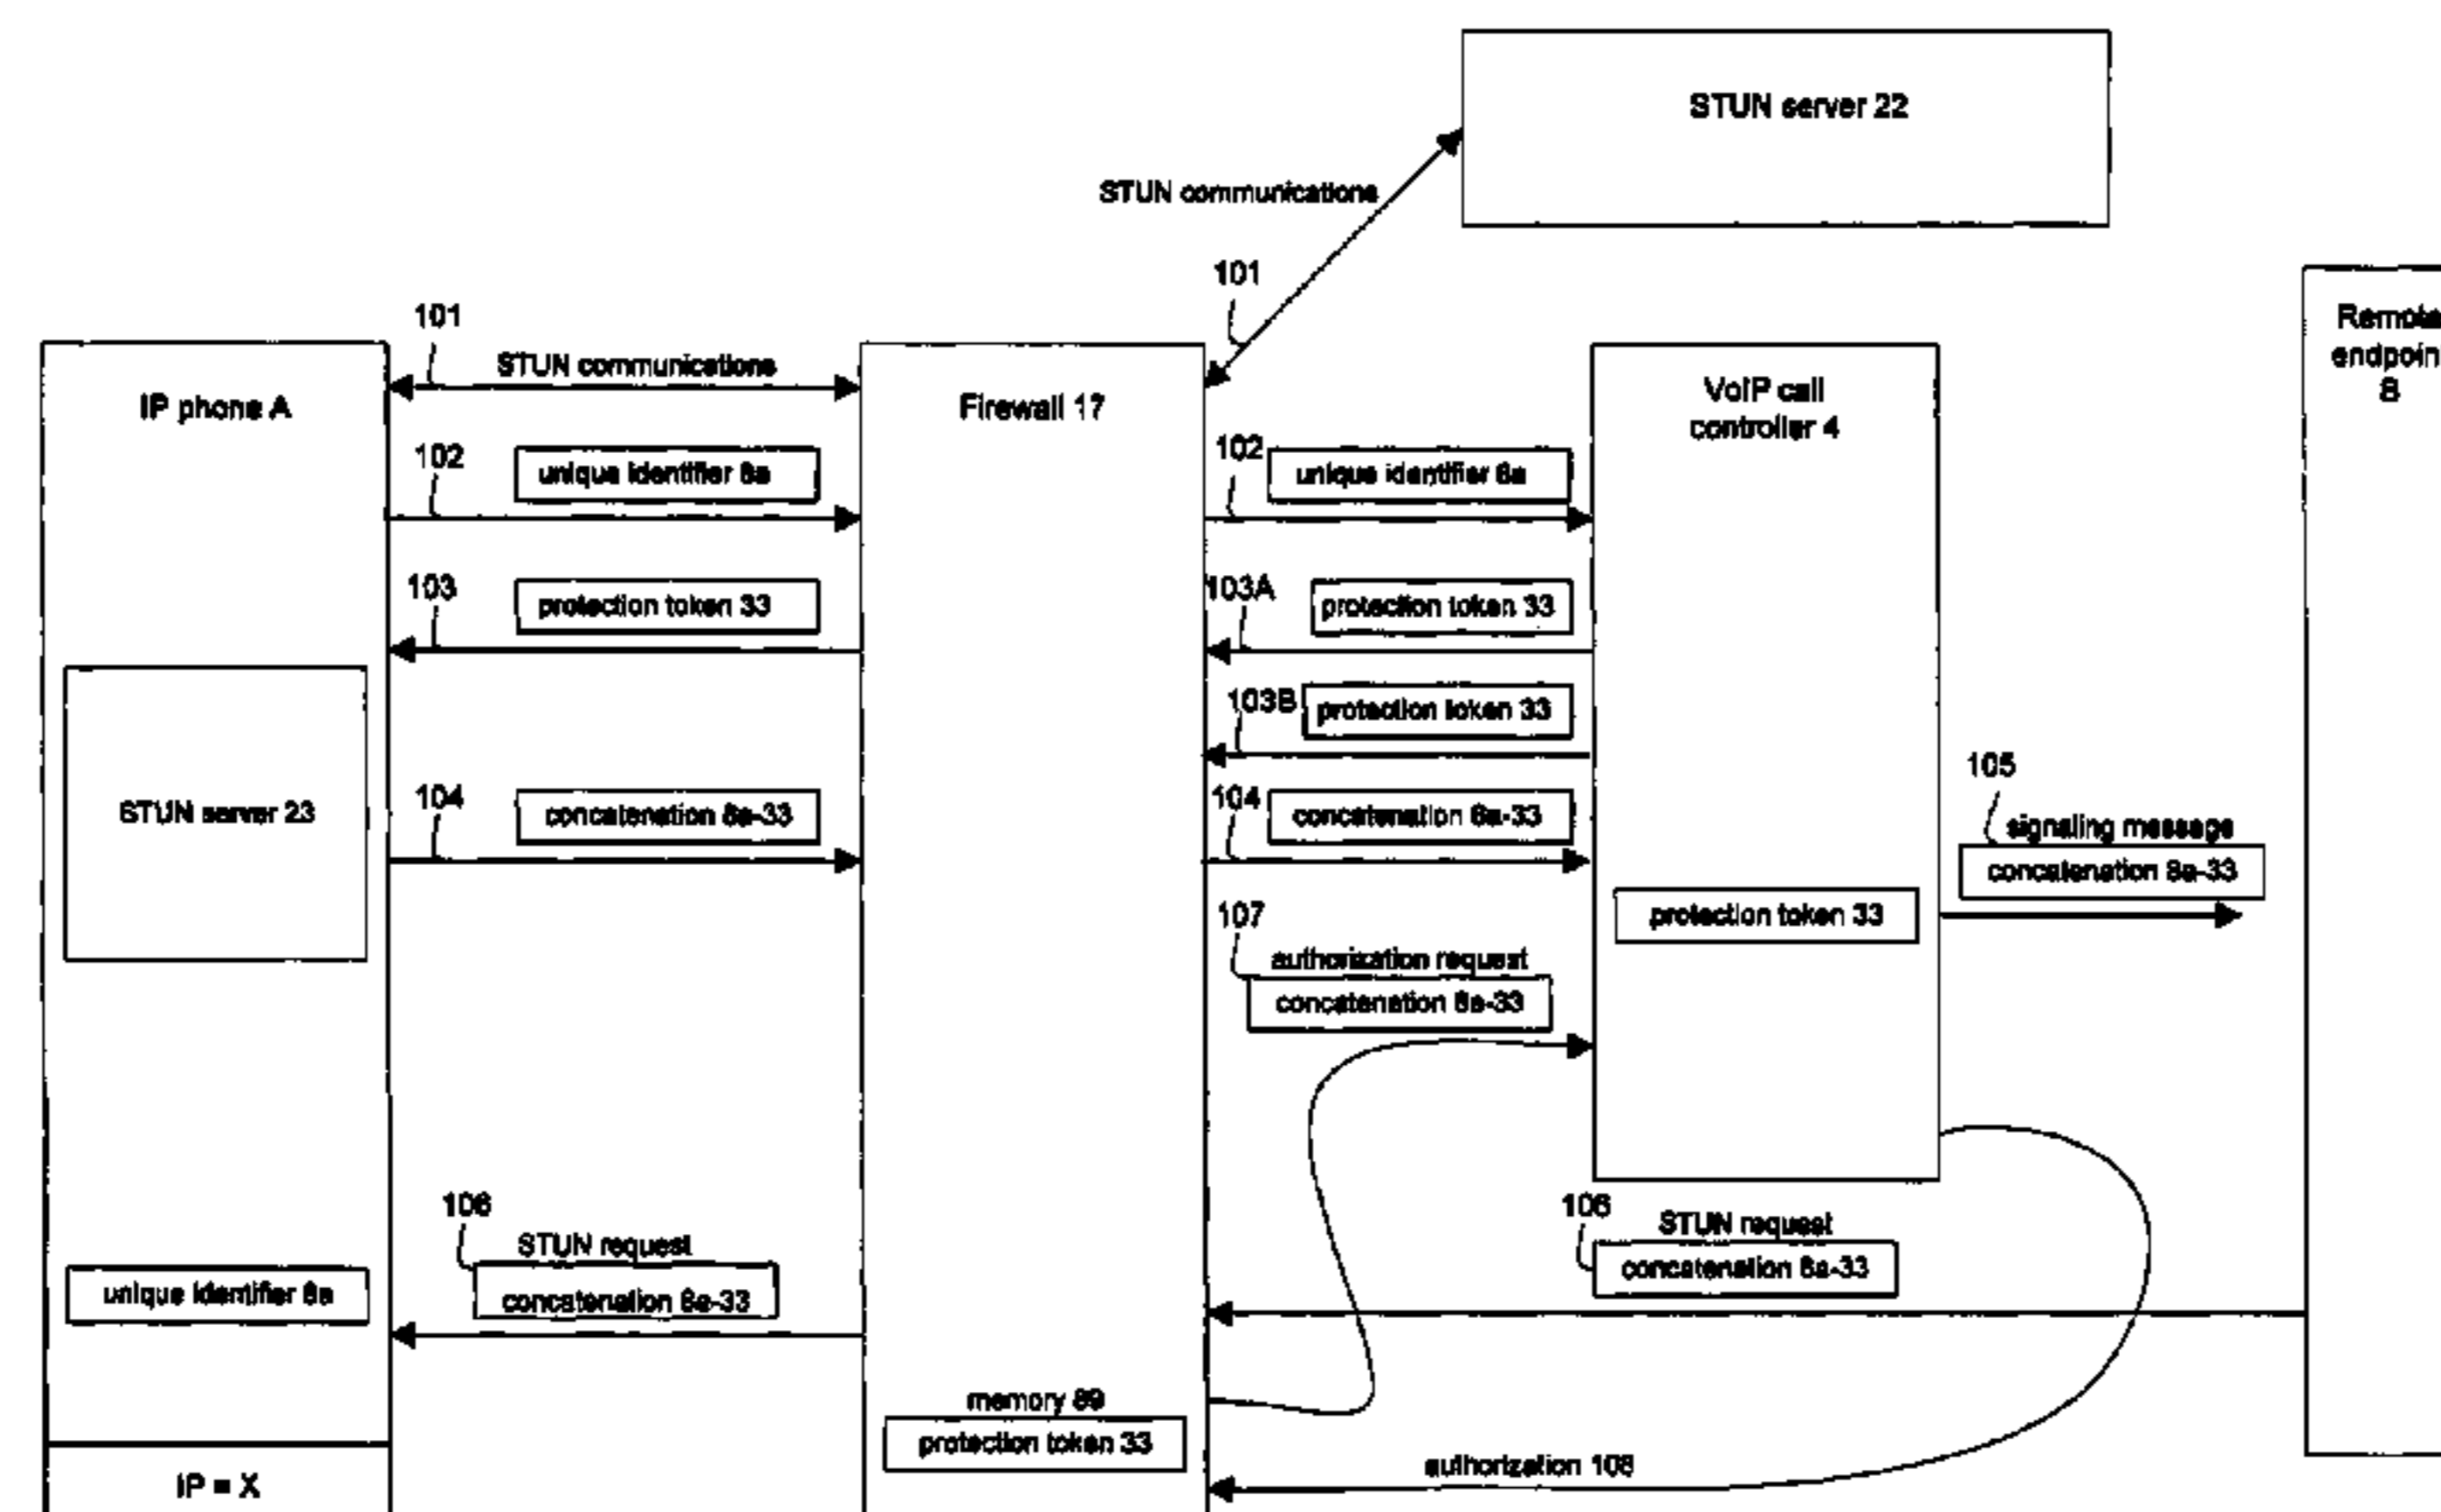 STUN server 22
STUN communications
101
101
STUN communications
IP phone A
Firewall 17
VoIP call
controller 4
Remote
endpoin
102
unique identifier 8a
102
unique identifier 8a
103
protection token 33
103A
protection token 33
103B
protection token 33
STUN server 23
104
concatenation 8a-33
104
concatenation 8a-33
105
signaling message
concatenation 8a-33
protection token 33
107
authorization request
concatenation 8a-33
106
STUN request
concatenation 8a-33
106
STUN request
concatenation 8a-33
unique identifier 8a
memory 89
protection token 33
authorization 108
IP = X